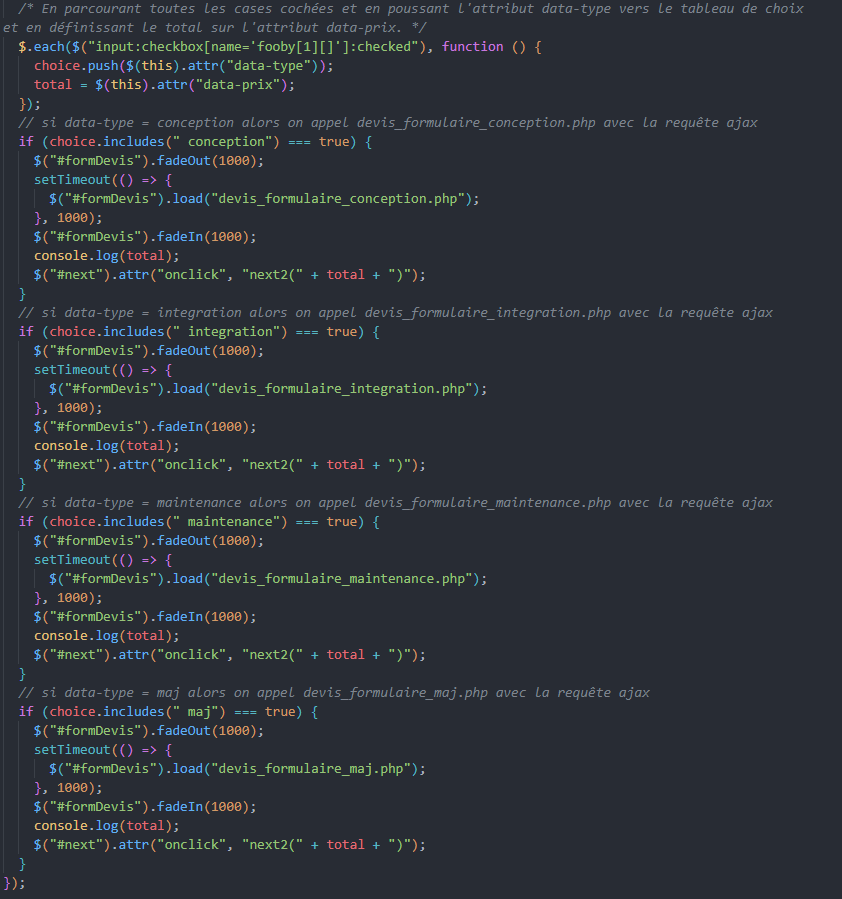 /* En parcourant toutes les cases cochées et en poussant l'attribut data-type vers le tableau de choix
et en définissant le total sur l'attribut data-prix. */
$.each($("input:checkbox[name='fooby[1][]']:checked"), function () {
choice.push($(this).attr("data-type"));
total = $(this).attr("data-prix");
});
// si data-type = conception alors on appel devis_formulaire_conception.php avec la requête ajax
if (choice.includes(" conception") === true) {
$("#formDevis").fadeOut(1000);
setTimeout(() => {
$("#formDevis").load("devis_formulaire_conception.php");
}, 1000);
$("#formDevis").fadeIn(1000);
console.log(total);
$("#next").attr("onclick", "next2(" + total + ")");
}
// si data-type = integration alors on appel devis_formulaire_integration.php avec la requête ajax
if (choice.includes(" integration") === true) {
$("#formDevis").fadeOut(1000);
setTimeout(() => {
$("#formDevis").load("devis_formulaire_integration.php");
}, 1000);
$("#formDevis").fadeIn(1000);
console.log(total);
$("#next").attr("onclick", "next2(" + total + ")");
}
// si data-type = maintenance alors on appel devis_formulaire_maintenance.php avec la requête ajax
if (choice.includes(" maintenance") === true) {
$("#formDevis").fadeOut(1000);
setTimeout(() => {
$("#formDevis").load("devis_formulaire_maintenance.php");
}, 1000);
$("#formDevis").fadeIn(1000);
console.log(total);
$("#next").attr("onclick", "next2(" + total + ")");
}
// si data-type = maj alors on appel devis_formulaire_maj.php avec la requête ajax
if (choice.includes(" maj") === true) {
$("#formDevis").fadeOut(1000);
setTimeout(() => {
$("#formDevis").load("devis_formulaire_maj.php");
}, 1000);
$("#formDevis").fadeIn(1000);
console.log(total);
$("#next").attr("onclick", "next2(" + total + ")");
}
});